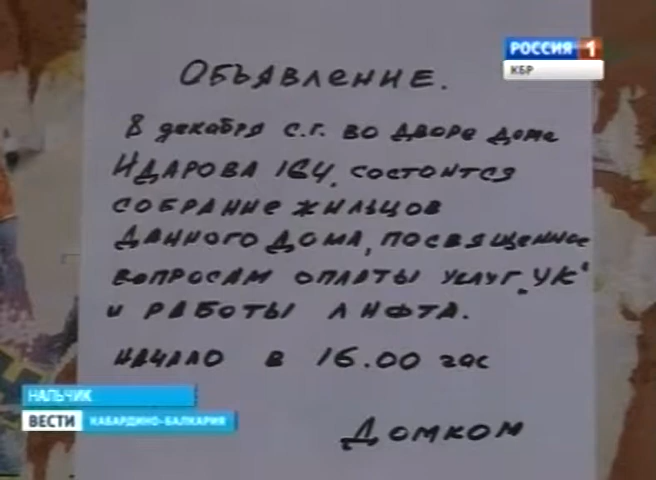 РОССИЯ 1
КБР
ОБЪЯВЛЕНИЕ.
8 декабря с.г. во дворе дома
ИДАРОВА 164, состоится
СОБРАНИЕ ЖИЛЬЦОВ
ДАННОГО ДОМА, ПОСВЯЩЕННОЕ
ВОПРОСАМ ОПЛАТЫ УСЛУГ „УК“
и РАБОТЫ ЛИФТА.
НАЧАЛО в 16.00 час
Домком
НАЛЬЧИК
ВЕСТИ КАБАРДИНО-БАЛКАРИЯ